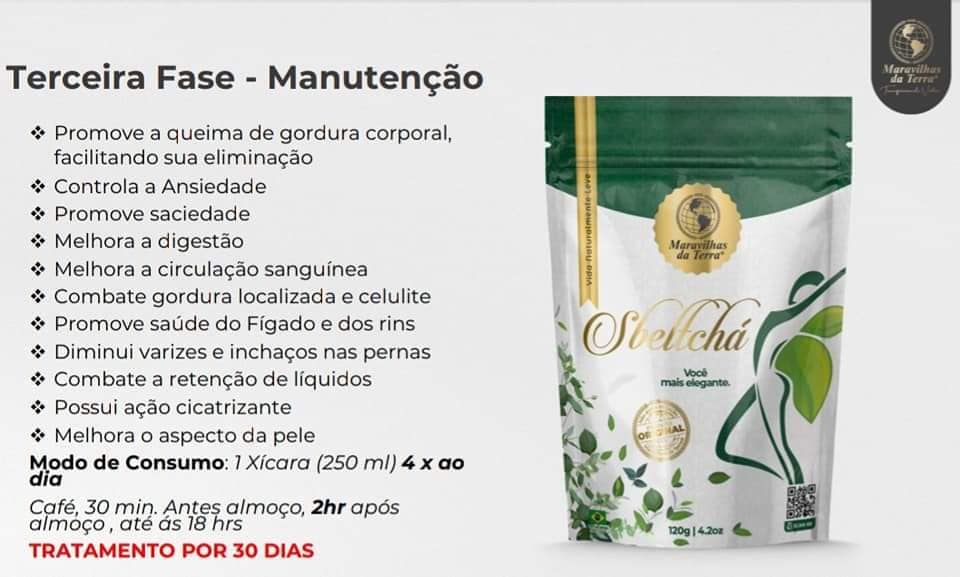 Terceira Fase - Manutenção
❖ Promove a queima de gordura corporal,
facilitando sua eliminação
❖ Controla a Ansiedade
❖ Promove saciedade
❖ Melhora a digestão
❖ Melhora a circulação sanguínea
❖ Combate gordura localizada e celulite
❖ Promove saúde do Fígado e dos rins
❖ Diminui varizes e inchaços nas pernas
❖ Combate a retenção de líquidos
❖ Possui ação cicatrizante
❖ Melhora o aspecto da pele
Modo de Consumo: 1 Xícara (250 ml) 4 x ao
dia
Café, 30 min. Antes almoço, 2hr após
almoço , até ás 18 hrs
TRATAMENTO POR 30 DIAS
Maravilhas
da Terra®
Vida Naturalmente Leve
Maravilhas
da Terra®
Sbeltchá
Você
mais elegante.
ORIGINAL
120g | 4.2oz